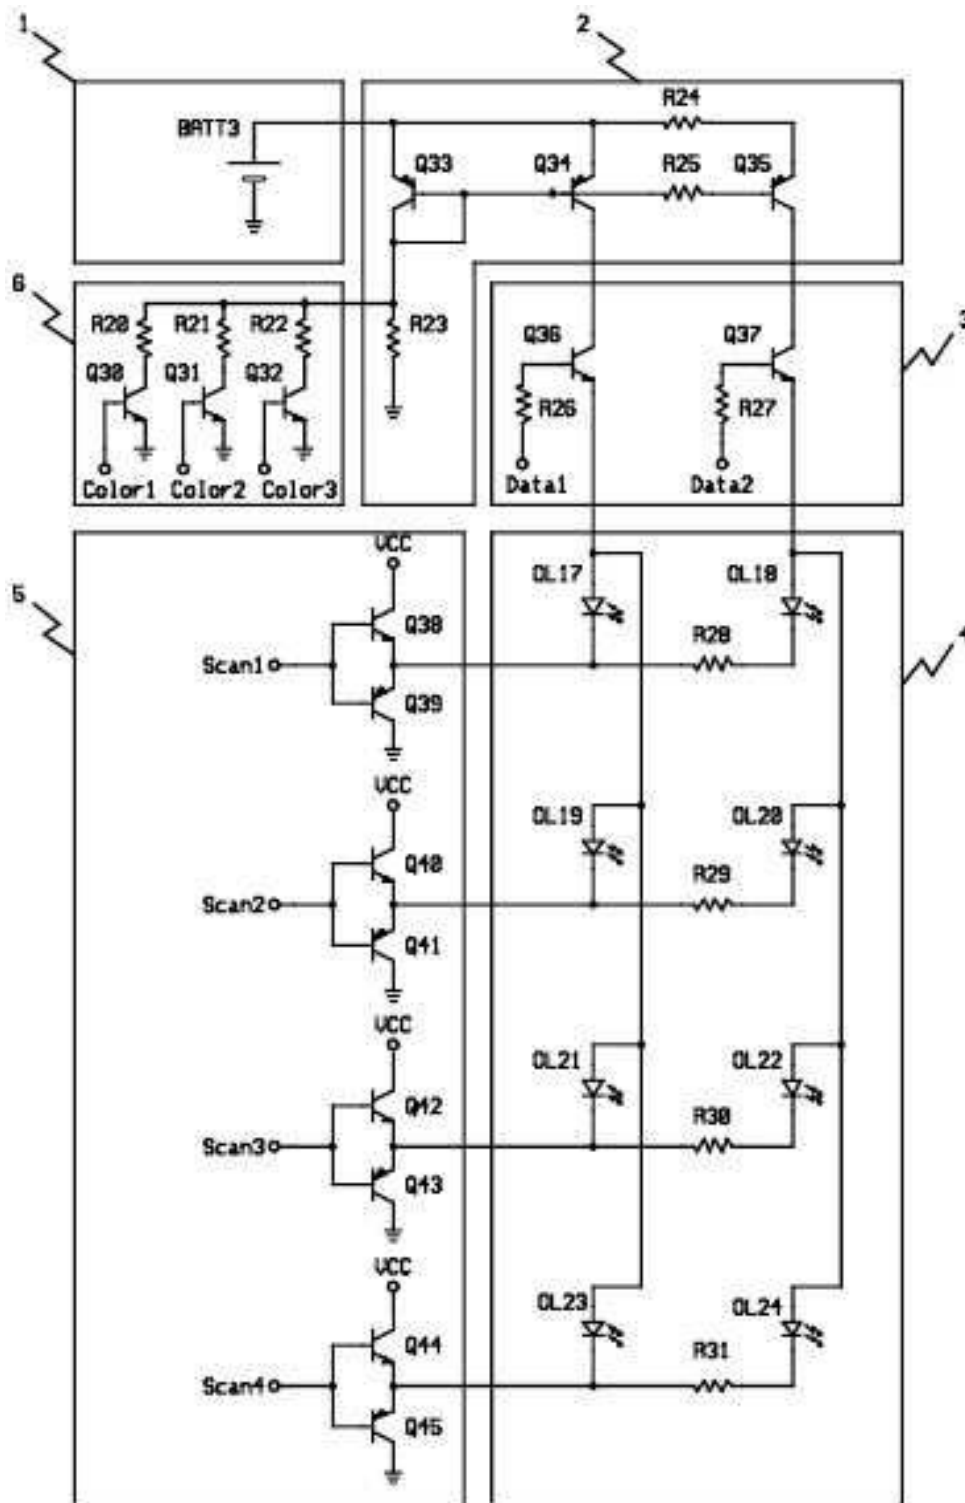 1
2
R24
BATT3
Q33
Q34
R25
Q35
6
3
R20
R21
R22
R23
Q36
Q37
Q30
Q31
Q32
R26
R27
Color1
Color2
Color3
Data1
Data2
5
4
VCC
OL17
OL18
Q38
R28
Scan1
Q39
VCC
OL19
OL20
Q40
R29
Scan2
Q41
VCC
OL21
OL22
Q42
R30
Scan3
Q43
VCC
OL23
OL24
Q44
R31
Scan4
Q45